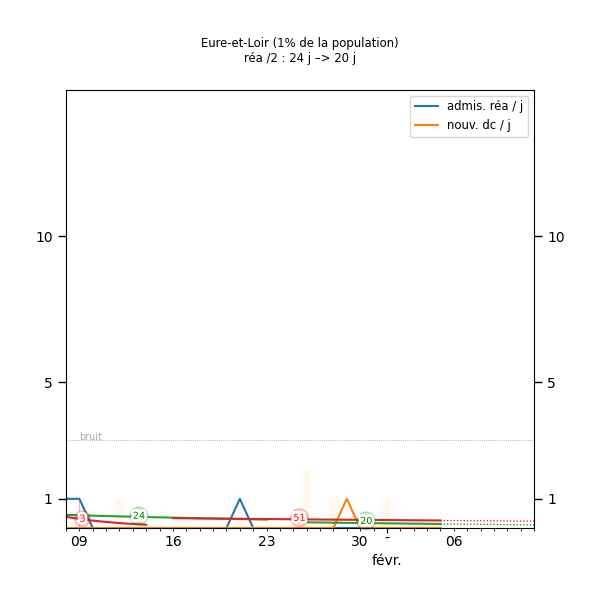 Eure-et-Loir (1% de la population)
réa /2 : 24 j –> 20 j
admis. réa / j
nouv. dc / j
10 10
5 5
bruit
1 1
3 24 51 20
09 16 23 30 - 06
févr.